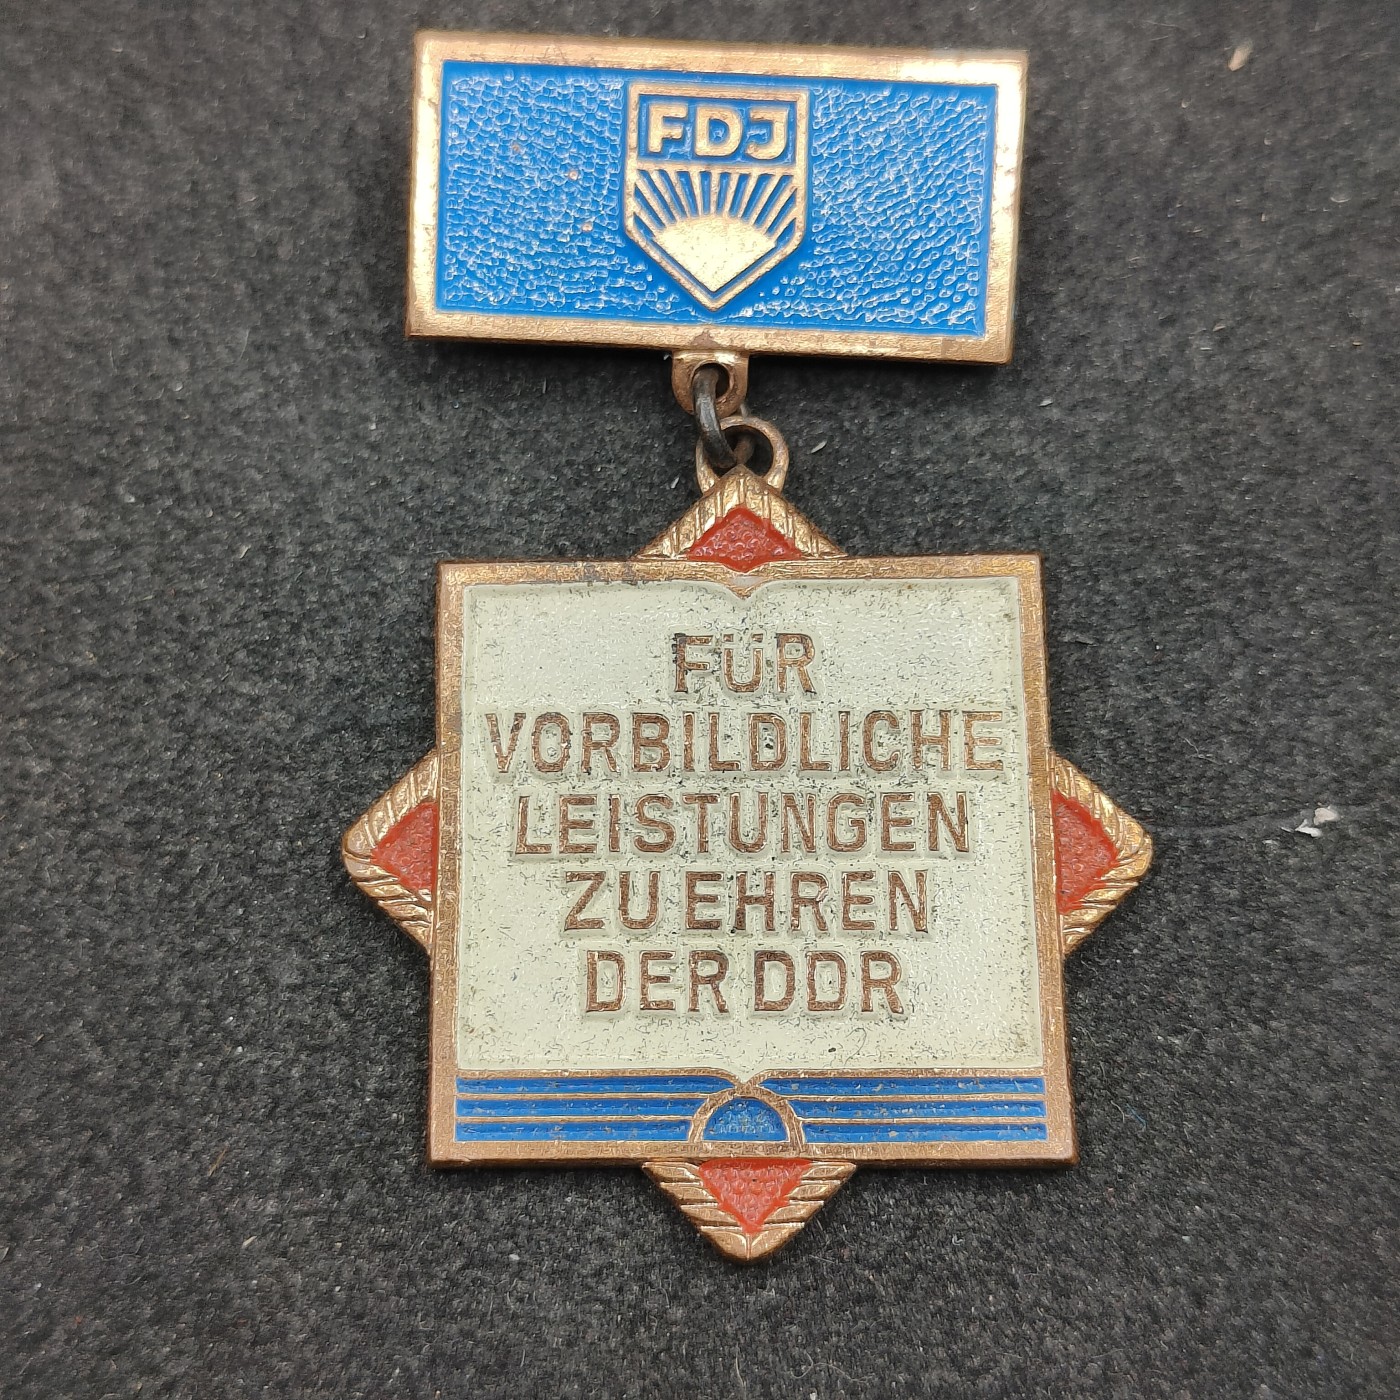 FDJ
FÜR
VORBILDLICHE
LEISTUNGEN
ZU EHREN
DER DDR